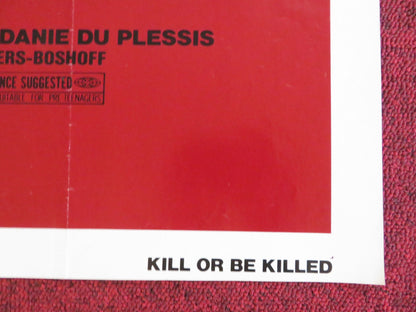 DANIE DU PLESSIS
ERS-BOSHOFF
NCE SUGGESTED
UITABLE FOR PRE-TEENAGERS
KILL OR BE KILLED